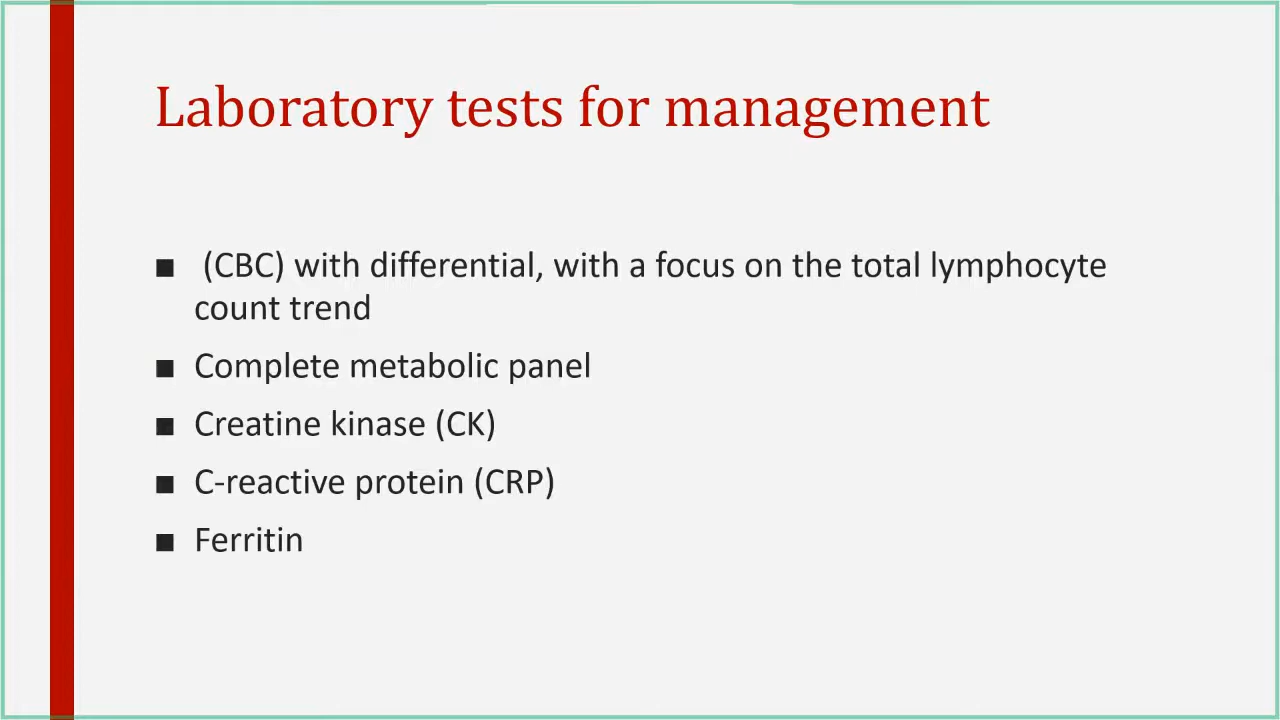 Laboratory tests for management
■ (CBC) with differential, with a focus on the total lymphocyte
count trend
■ Complete metabolic panel
■ Creatine kinase (CK)
■ C-reactive protein (CRP)
■ Ferritin